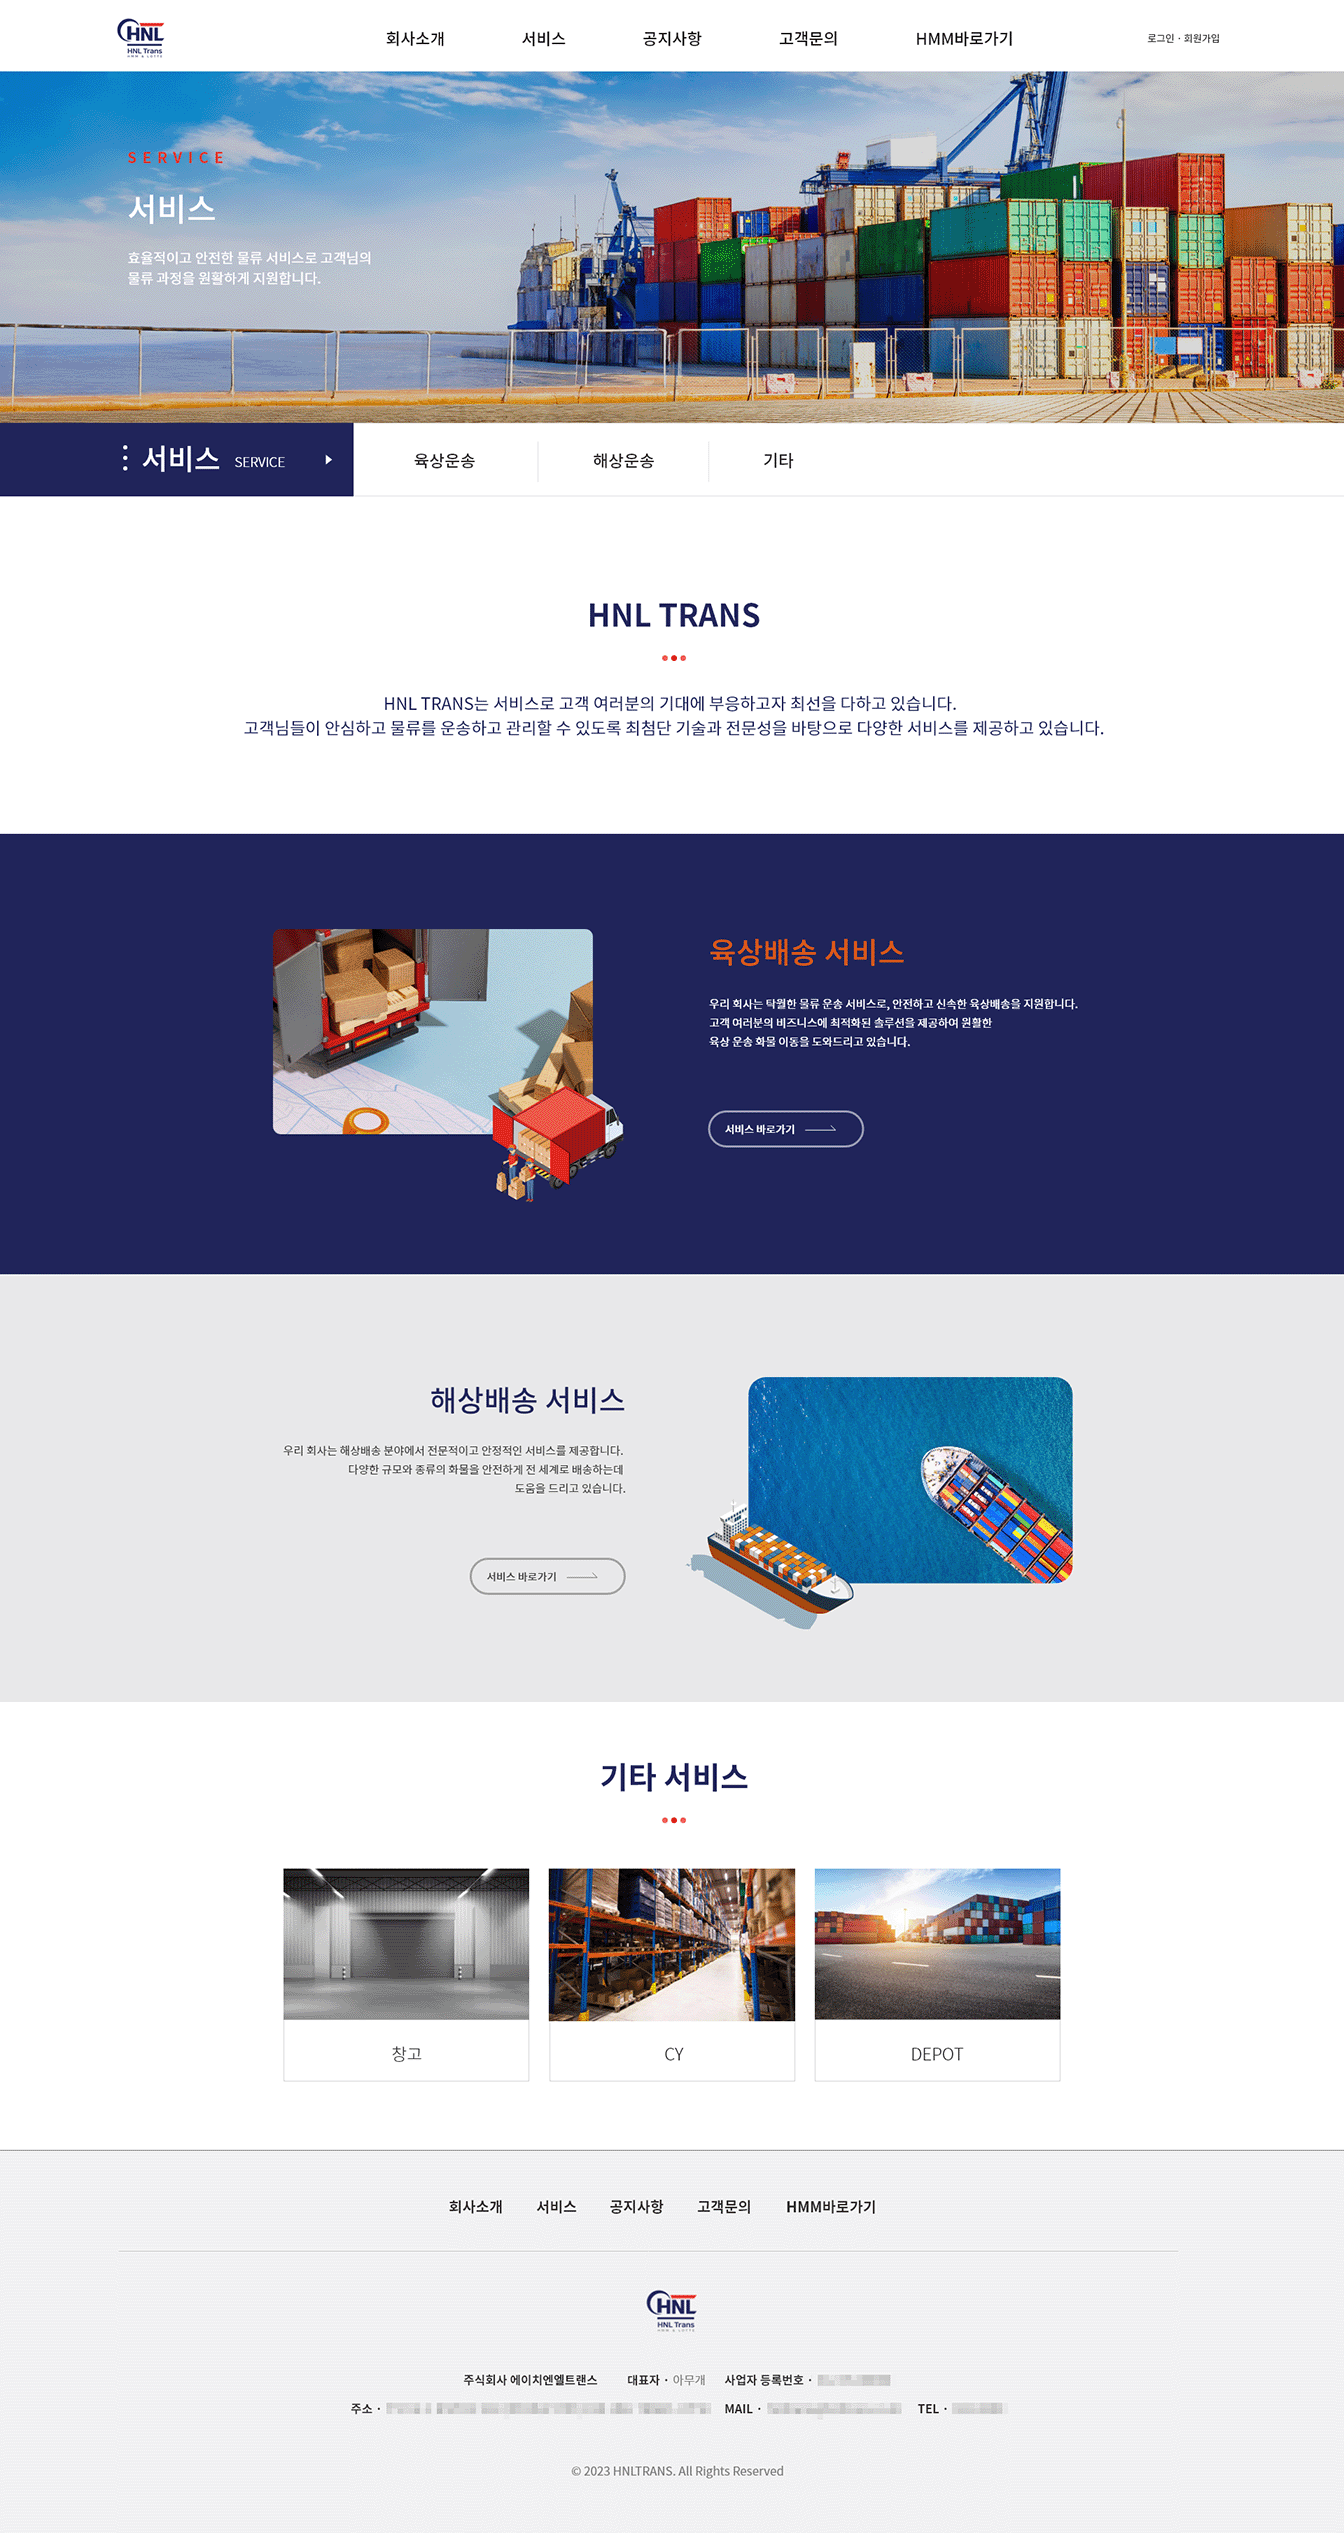 HNL
HNL Trans
HMM & LOTTE
회사소개
서비스
공지사항
고객문의
HMM바로가기
로그인 · 회원가입
SERVICE
서비스
효율적이고 안전한 물류 서비스로 고객님의
물류 과정을 원활하게 지원합니다.
서비스 SERVICE
육상운송
해상운송
기타
HNL TRANS
HNL TRANS는 서비스로 고객 여러분의 기대에 부응하고자 최선을 다하고 있습니다.
고객님들이 안심하고 물류를 운송하고 관리할 수 있도록 최첨단 기술과 전문성을 바탕으로 다양한 서비스를 제공하고 있습니다.
육상배송 서비스
우리 회사는 탁월한 물류 운송 서비스로, 안전하고 신속한 육상배송을 지원합니다.
고객 여러분의 비즈니스에 최적화된 솔루션을 제공하여 원활한
육상 운송 화물 이동을 도와드리고 있습니다.
서비스 바로가기
해상배송 서비스
우리 회사는 해상배송 분야에서 전문적이고 안정적인 서비스를 제공합니다.
다양한 규모와 종류의 화물을 안전하게 전 세계로 배송하는데
도움을 드리고 있습니다.
서비스 바로가기
기타 서비스
창고
CY
DEPOT
회사소개
서비스
공지사항
고객문의
HMM바로가기
HNL
HNL Trans
HMM & LOTTE
주식회사 에이치엔엘트랜스 대표자 · 아무개 사업자 등록번호 ·
주소 · MAIL · TEL ·
© 2023 HNLTRANS. All Rights Reserved